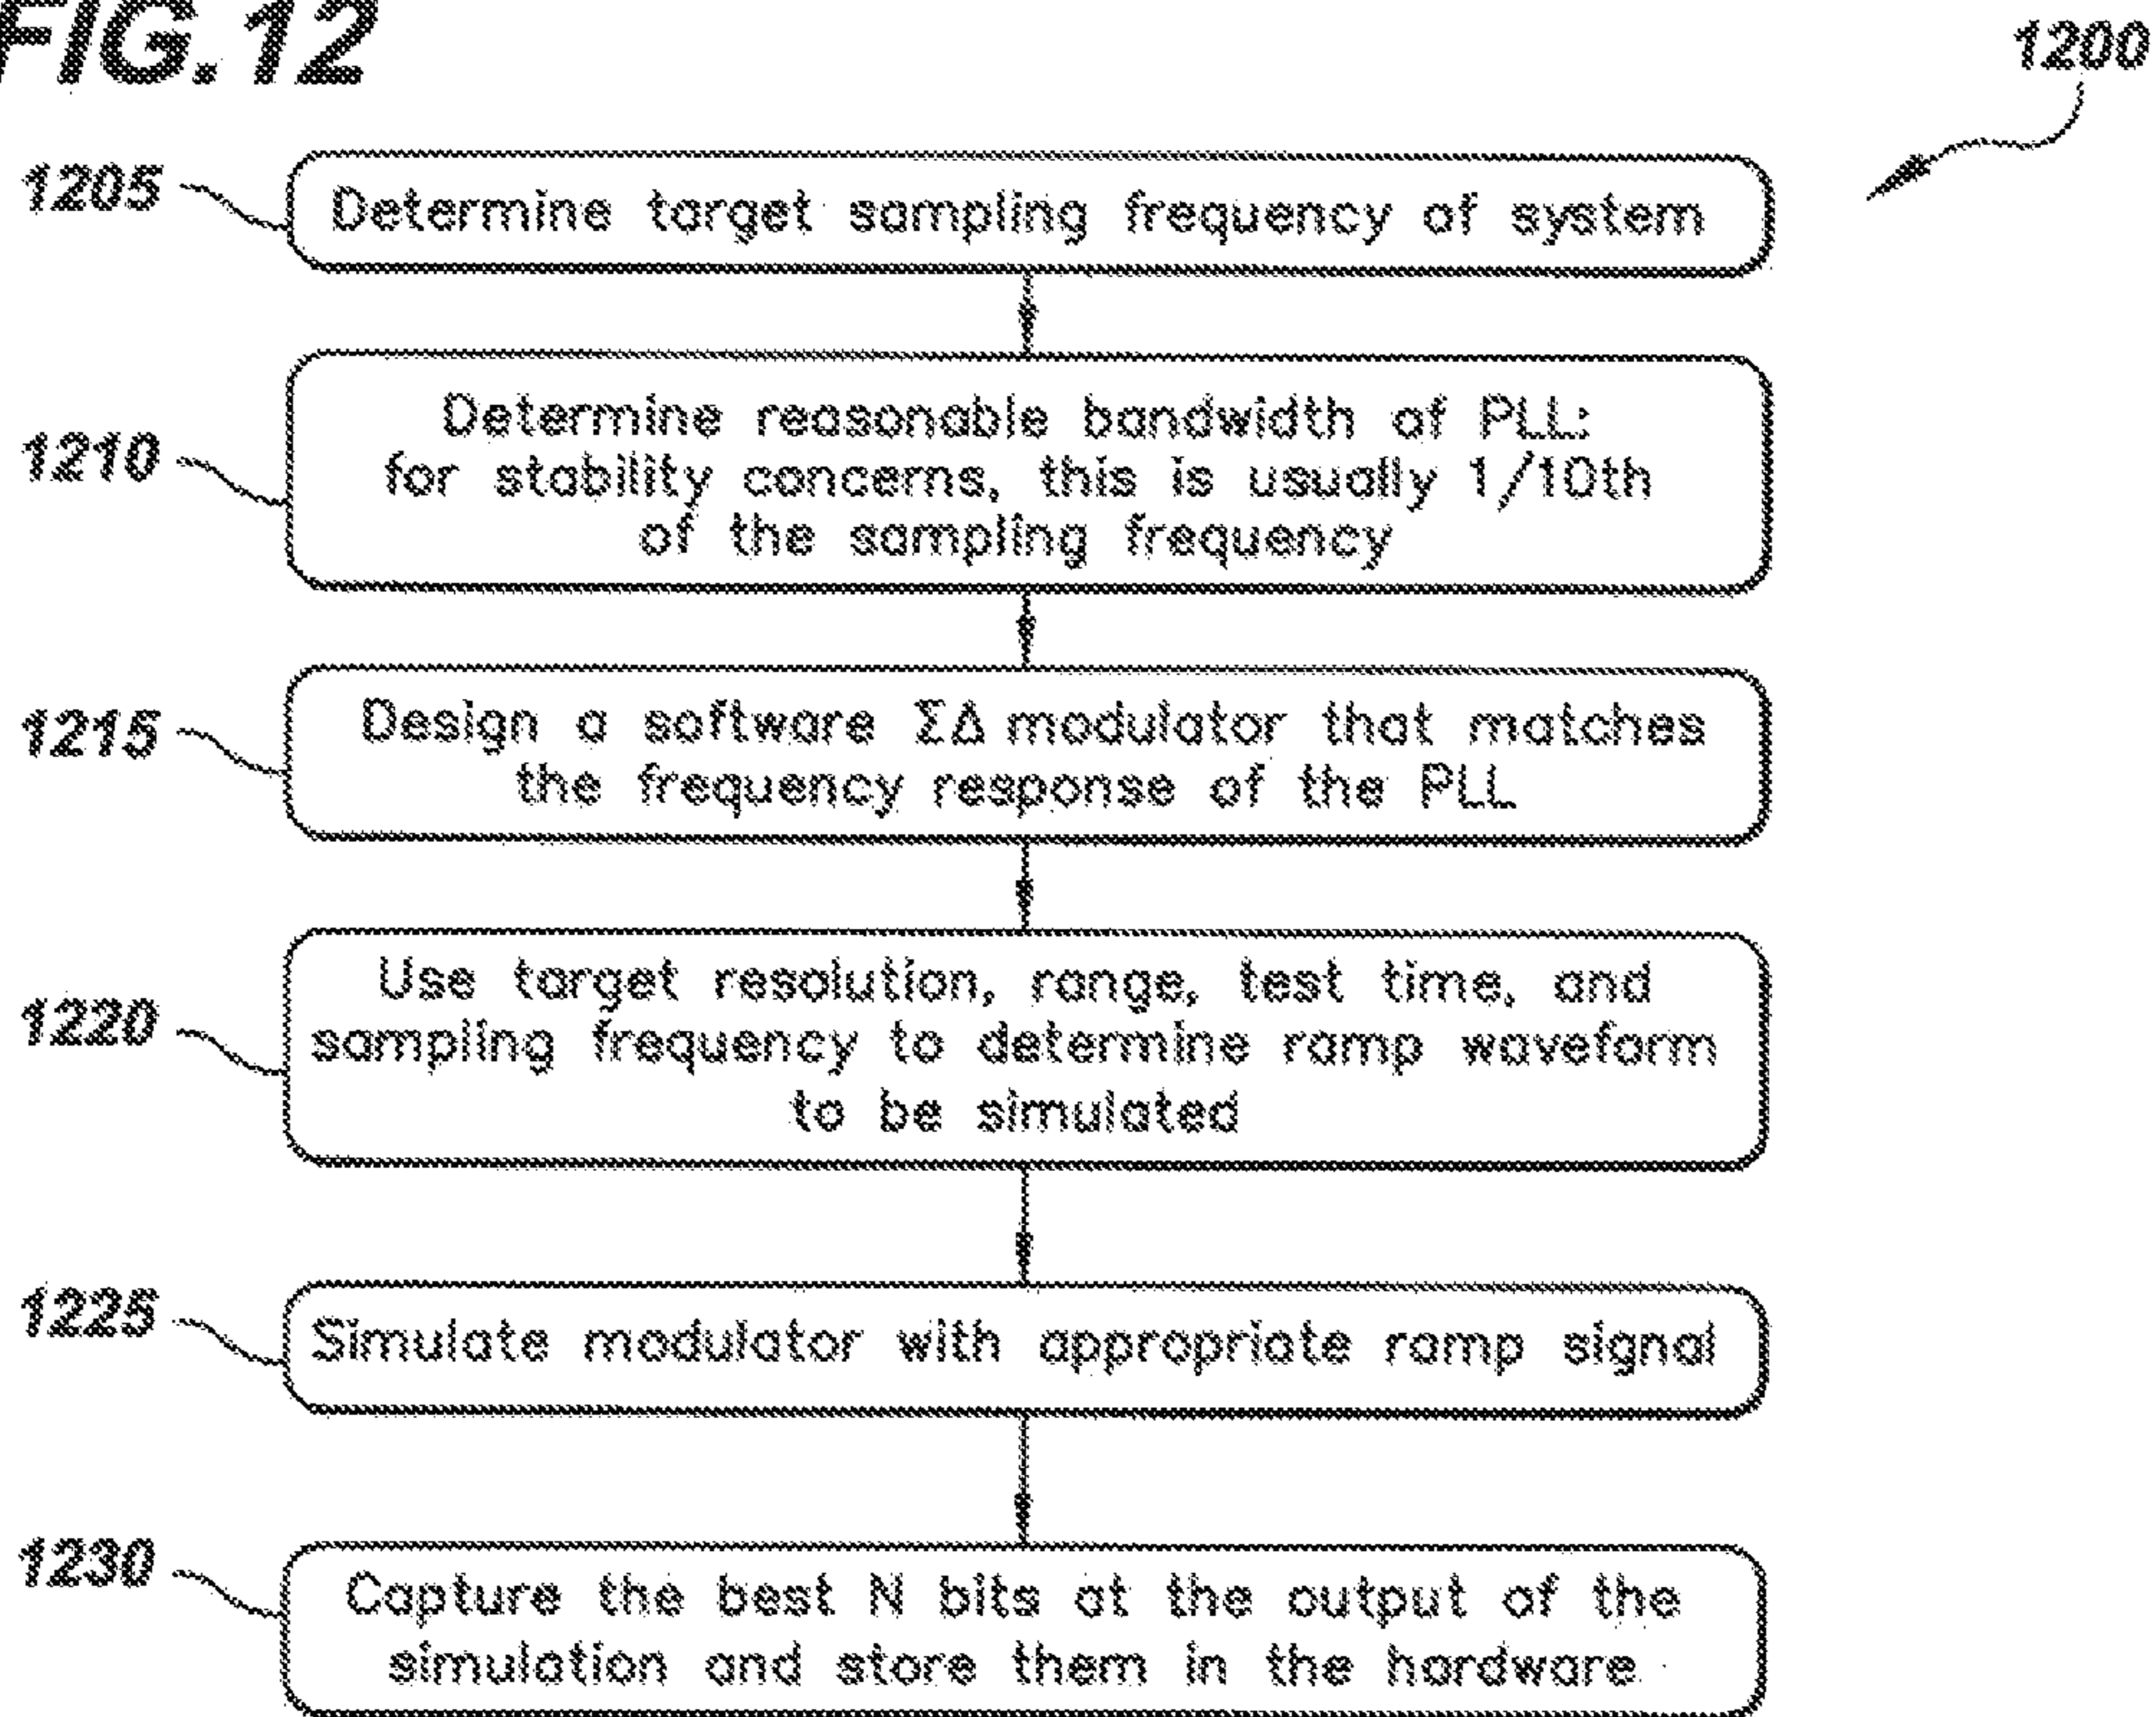 FIG. 12
1200
1205
Determine target sampling frequency of system
1210
Determine reasonable bandwidth of PLL:
for stability concerns, this is usually 1/10th
of the sampling frequency
1215
Design a software ΣΔ modulator that matches
the frequency response of the PLL
1220
Use target resolution, range, test time, and
sampling frequency to determine ramp waveform
to be simulated
1225
Simulate modulator with appropriate ramp signal
1230
Capture the best N bits at the output of the
simulation and store them in the hardware